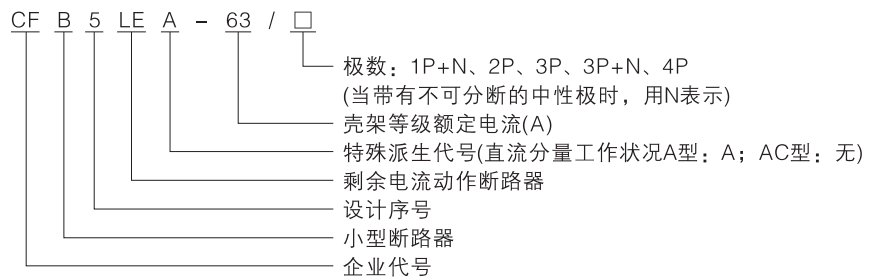 CF B 5 LE A - 63 / □
极数：1P+N、2P、3P、3P+N、4P
(当带有不可分断的中性极时，用N表示)
壳架等级额定电流(A)
特殊派生代号(直流分量工作状况A型：A；AC型：无)
剩余电流动作断路器
设计序号
小型断路器
企业代号